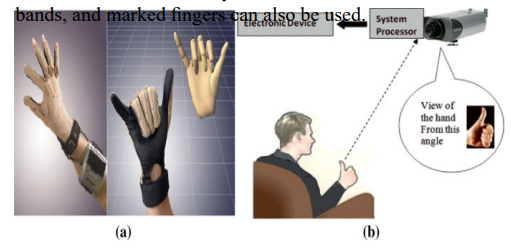 bands, and marked fingers can also be used.
Electronic Device
System
Processor
View of
the hand
From this
angle
(a)
(b)